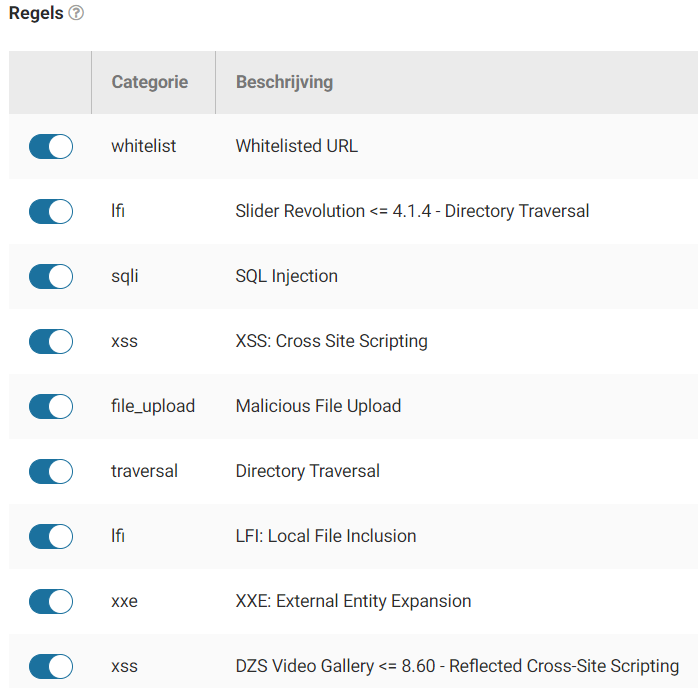 Regels ?
Categorie Beschrijving
whitelist Whitelisted URL
lfi Slider Revolution <= 4.1.4 - Directory Traversal
sqli SQL Injection
xss XSS: Cross Site Scripting
file_upload Malicious File Upload
traversal Directory Traversal
lfi LFI: Local File Inclusion
xxe XXE: External Entity Expansion
xss DZS Video Gallery <= 8.60 - Reflected Cross-Site Scripting